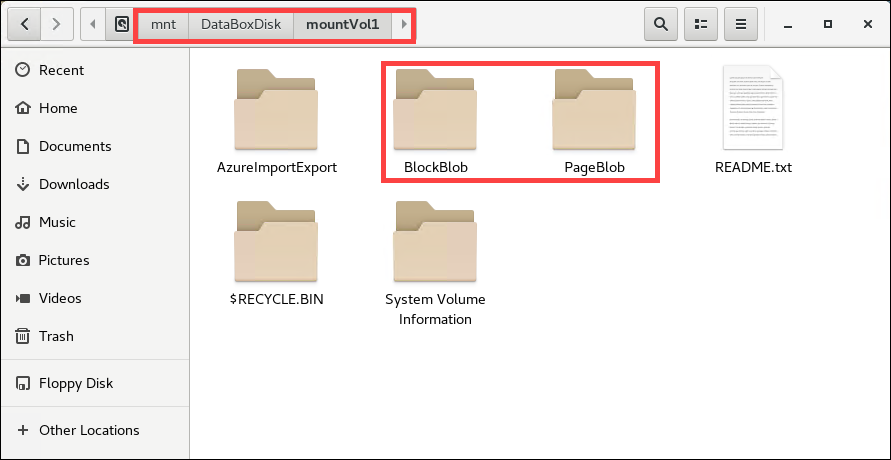 mnt DataBoxDisk mountVol1
Recent
Home
Documents
Downloads
Music
Pictures
Videos
Trash
Floppy Disk
+ Other Locations
AzureImportExport BlockBlob PageBlob README.txt
$RECYCLE.BIN System Volume
Information